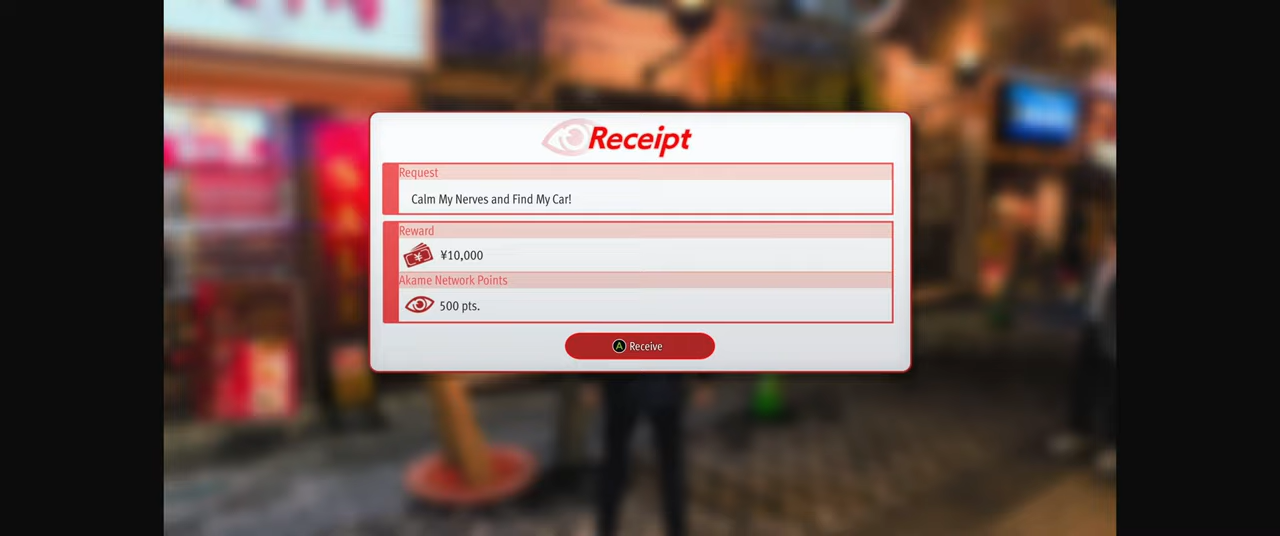 Receipt
Request
Calm My Nerves and Find My Car!
Reward
¥10,000
Akame Network Points
500 pts.
A Receive